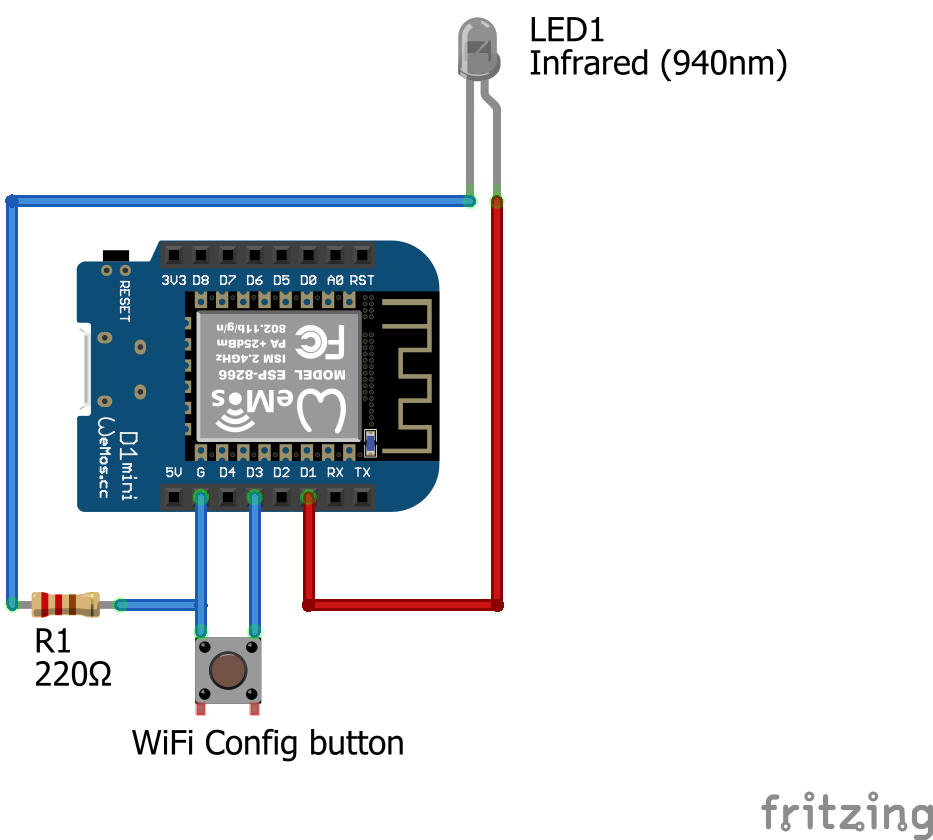 LED1
Infrared (940nm)
3V3 D8 D7 D6 D5 D0 A0 RST
RESET
802.11b/g/n
PA +25dBm
ISM 2.4GHz
MODEL ESP-8266
FC
WeMos
D1 mini
WeMos.cc
5V G D4 D3 D2 D1 RX TX
R1
220Ω
WiFi Config button
fritzing